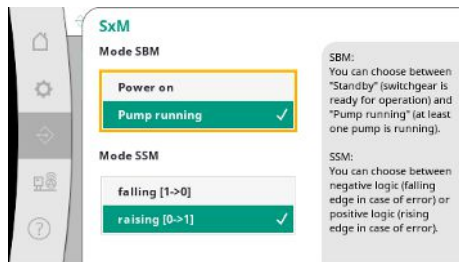 SxM
Mode SBM
Power on
Pump running
Mode SSM
falling [1->0]
raising [0->1]
SBM:
You can choose between
"Standby" (switchgear is
ready for operation) and
"Pump running" (at least
one pump is running).
SSM:
You can choose between
negative logic (falling
edge in case of error) or
positive logic (rising
edge in case of error).
?